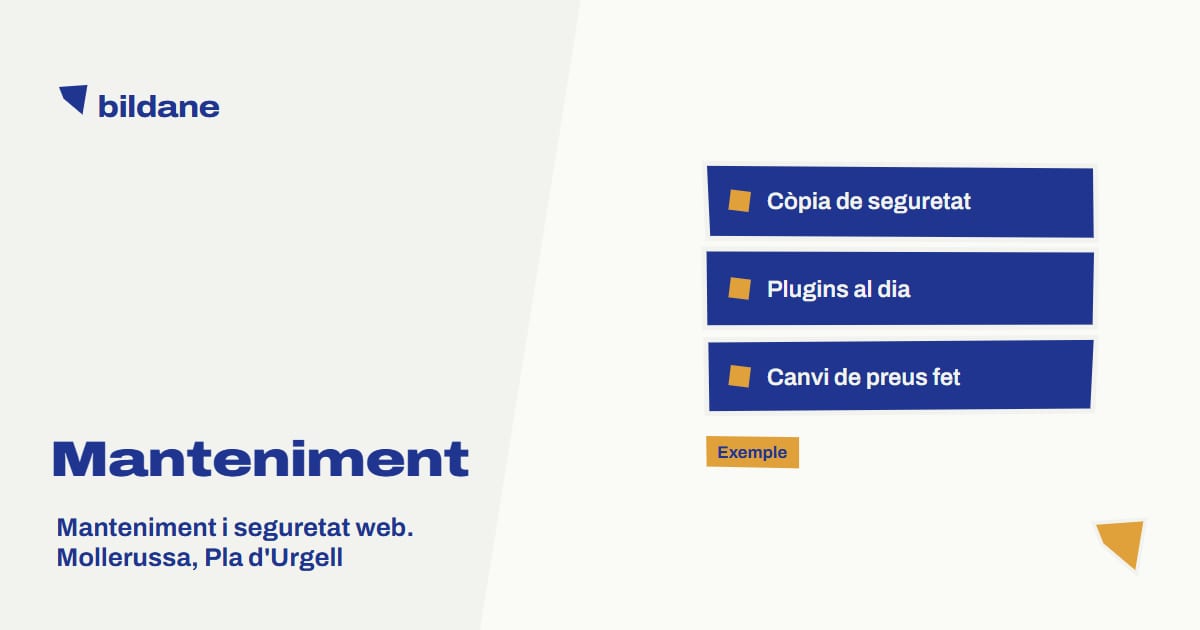 bildane
Manteniment
Manteniment i seguretat web.
Mollerussa, Pla d'Urgell
Còpia de seguretat
Plugins al dia
Canvi de preus fet
Exemple